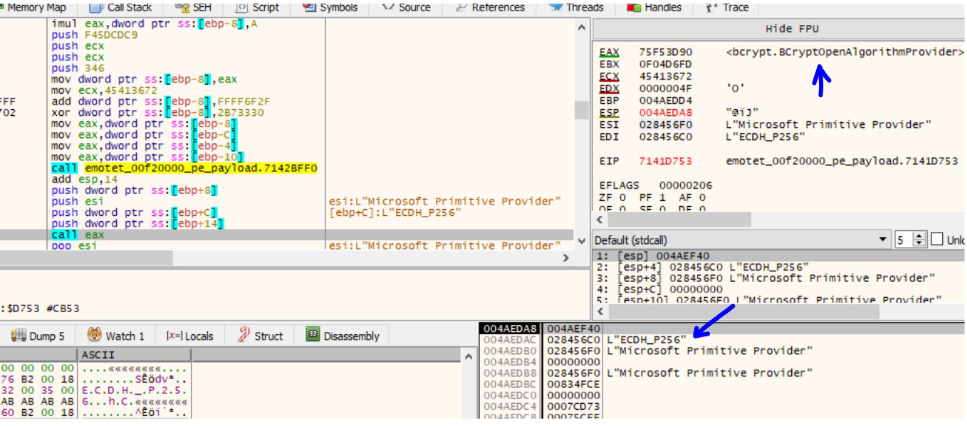 Memory Map Call Stack SEH Script Symbols Source References Threads Handles Trace
imul eax,dword ptr ss:[ebp-8],A
push F45DCDC9
push ecx
push ecx
push 346
mov dword ptr ss:[ebp-8],eax
mov ecx,45413672
FFF add dword ptr ss:[ebp-8],FFFF6F2F
702 xor dword ptr ss:[ebp-8],2B73330
mov eax,dword ptr ss:[ebp-8]
mov eax,dword ptr ss:[ebp-C]
mov eax,dword ptr ss:[ebp-4]
mov eax,dword ptr ss:[ebp-10]
call emotet_00f20000_pe_payload.7142BFF0
add esp,14
push dword ptr ss:[ebp+8]
push esi esi:L"Microsoft Primitive Provider"
push dword ptr ss:[ebp+C] [ebp+C]:L"ECDH_P256"
push dword ptr ss:[ebp+14]
call eax
pop esi esi:L"Microsoft Primitive Provider"
Hide FPU
EAX 75F53D90 <bcrypt.BCryptOpenAlgorithmProvider>
EBX 0F04D6FD
ECX 45413672
EDX 0000004F 'O'
EBP 004AEDD4
ESP 004AEDA8 "@ïJ"
ESI 028456F0 L"Microsoft Primitive Provider"
EDI 028456C0 L"ECDH_P256"
EIP 7141D753 emotet_00f20000_pe_payload.7141D753
EFLAGS 00000206
ZF 0 PF 1 AF 0
OF 0 SF 0 DF 0
Default (stdcall) 5
1: [esp] 004AEF40
2: [esp+4] 028456C0 L"ECDH_P256"
3: [esp+8] 028456F0 L"Microsoft Primitive Provider"
4: [esp+C] 00000000
5: [esp+10] 028456F0 L"Microsoft Primitive Provider"
:$D753 #CB53
Dump 5 Watch 1 [x=] Locals Struct Disassembly
ASCII
00 00 00 00 ....««««««««....
76 B2 00 18
32 00 35 00 E.C.D.H._.P.2.5.
AB AB AB AB 6...h.C.««««««««
60 B2 00 18
004AEDA8 004AEF40
004AEDAC 028456C0 L"ECDH_P256"
004AEDB0 028456F0 L"Microsoft Primitive Provider"
004AEDB4 00000000
004AEDB8 028456F0 L"Microsoft Primitive Provider"
004AEDBC 00834FCE
004AEDC0 00000000
004AEDC4 0007CD73
004AEDC8 00075CEE